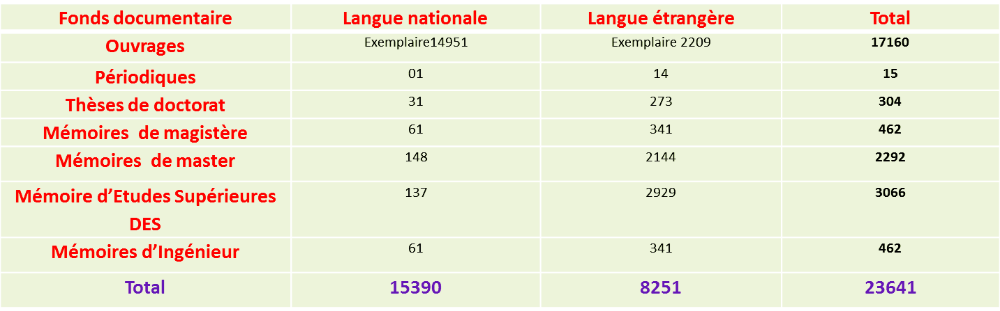 Fonds documentaire Langue nationale Langue étrangère Total
Ouvrages Exemplaire14951 Exemplaire 2209 17160
Périodiques 01 14 15
Thèses de doctorat 31 273 304
Mémoires de magistère 61 341 462
Mémoires de master 148 2144 2292
Mémoire d’Etudes Supérieures 137 2929 3066
DES
Mémoires d’Ingénieur 61 341 462
Total 15390 8251 23641